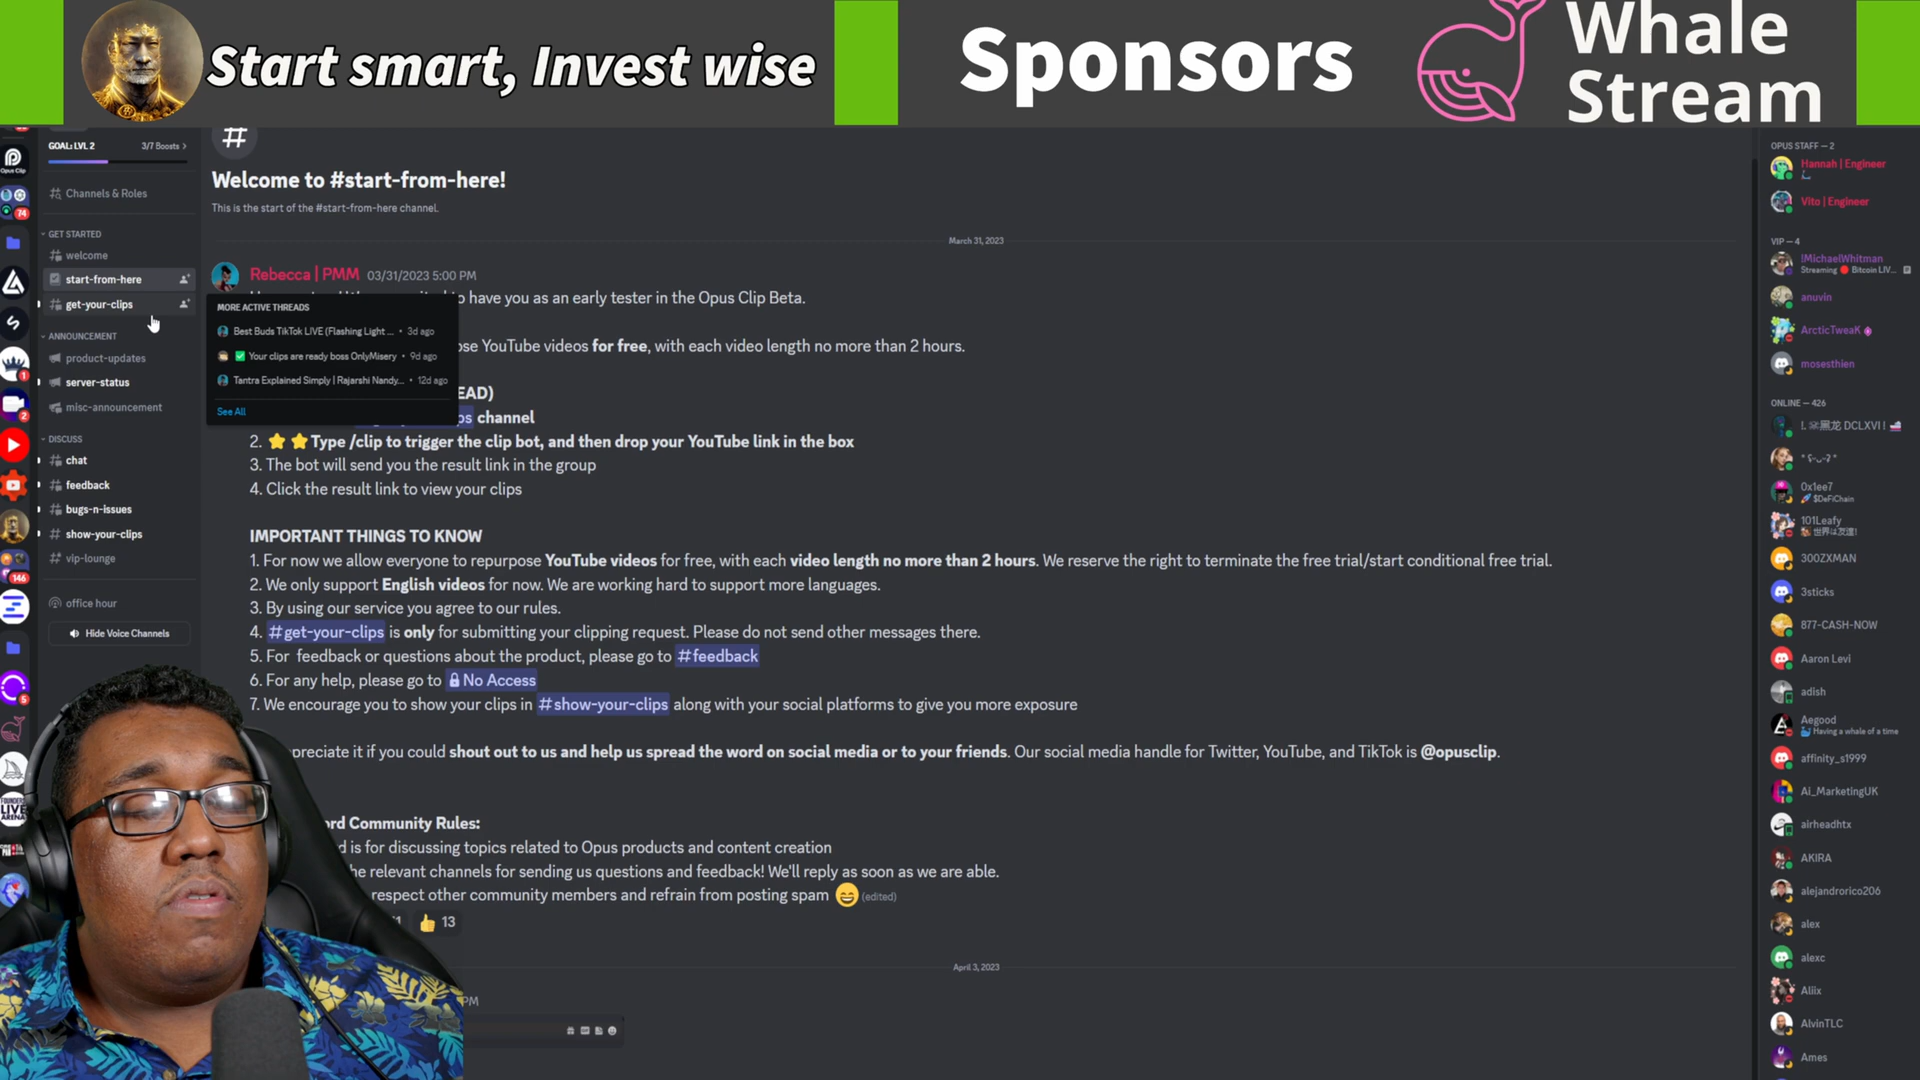 Start smart, Invest wise
Sponsors
Whale
Stream
GOAL: LVL 2
3/7 Boosts
Opus Clip
Channels & Roles
74
GET STARTED
welcome
start-from-here
get-your-clips
ANNOUNCEMENT
product-updates
server-status
misc-announcement
1
2
DISCUSS
chat
feedback
bugs-n-issues
show-your-clips
vip-lounge
146
office hour
Hide Voice Channels
5
FOUNDERS
LIVE
ARENA
#
Welcome to #start-from-here!
This is the start of the #start-from-here channel.
March 31, 2023
Rebecca | PMM 03/31/2023 5:00 PM
to have you as an early tester in the Opus Clip Beta.
MORE ACTIVE THREADS
Best Buds TikTok LIVE (Flashing Light ... • 3d ago
✅ Your clips are ready boss OnlyMisery • 9d ago
Tantra Explained Simply | Rajarshi Nandy... • 12d ago
See All
YouTube videos for free, with each video length no more than 2 hours.
EAD)
channel
2. ⭐ ⭐ Type /clip to trigger the clip bot, and then drop your YouTube link in the box
3. The bot will send you the result link in the group
4. Click the result link to view your clips
IMPORTANT THINGS TO KNOW
1. For now we allow everyone to repurpose YouTube videos for free, with each video length no more than 2 hours. We reserve the right to terminate the free trial/start conditional free trial.
2. We only support English videos for now. We are working hard to support more languages.
3. By using our service you agree to our rules.
4. #get-your-clips is only for submitting your clipping request. Please do not send other messages there.
5. For feedback or questions about the product, please go to #feedback
6. For any help, please go to No Access
7. We encourage you to show your clips in #show-your-clips along with your social platforms to give you more exposure
preciate it if you could shout out to us and help us spread the word on social media or to your friends. Our social media handle for Twitter, YouTube, and TikTok is @opusclip.
ord Community Rules:
d is for discussing topics related to Opus products and content creation
he relevant channels for sending us questions and feedback! We'll reply as soon as we are able.
respect other community members and refrain from posting spam 😄 (edited)
👍 13
April 3, 2023
PM
OPUS STAFF — 2
Hannah | Engineer
Vito | Engineer
VIP — 4
!MichaelWhitman
Streaming 🔴 Bitcoin LIV...
anuvin
ArcticTweaK
mosesthien
ONLINE — 426
0x1ee7
🚀 $DeFiChain
101Leafy
300ZXMAN
3sticks
877-CASH-NOW
Aaron Levi
adish
Aegood
Having a whale of a time
affinity_s1999
Ai_MarketingUK
airheadhtx
AKIRA
alejandrorico206
alex
alexc
Aliix
AlvinTLC
Ames